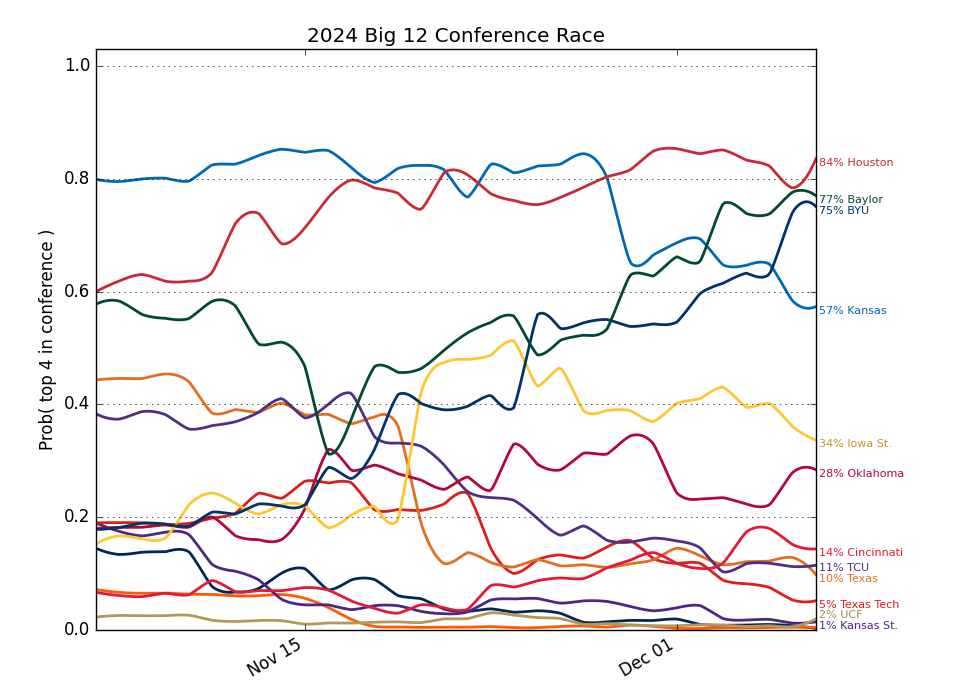 2024 Big 12 Conference Race
Prob( top 4 in conference )
1.0
0.8
0.6
0.4
0.2
0.0
Nov 15
Dec 01
84% Houston
77% Baylor
75% BYU
57% Kansas
34% Iowa St.
28% Oklahoma
14% Cincinnati
11% TCU
10% Texas
5% Texas Tech
2% UCF
1% Kansas St.